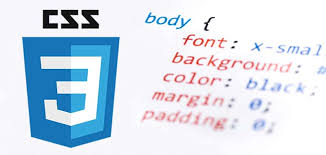 CSS
3
body {
font: x-smal
background: #
color: black;
margin: 0;
padding: 0;